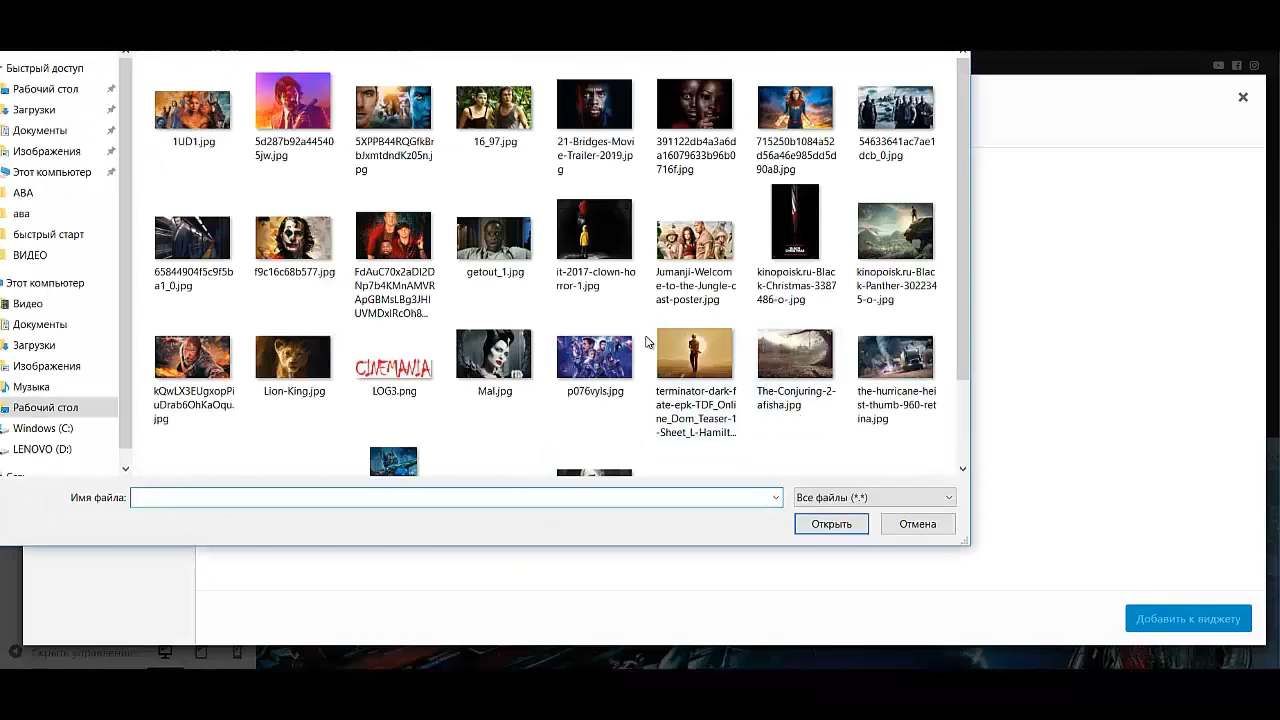 Быстрый доступ
Рабочий стол
Загрузки
Документы
Изображения
Этот компьютер
АВА
ава
быстрый старт
ВИДЕО
Этот компьютер
Видео
Документы
Загрузки
Изображения
Музыка
Рабочий стол
Windows (C:)
LENOVO (D:)
1UD1.jpg
5d287b92a44540
5jw.jpg
16_97.jpg
21-Bridges-Movi
e-Trailer-2019.jp
g
391122db4a3a6d
a16079633b96b0
716f.jpg
715250b1084a52
d56a46e985dd5d
90a8.jpg
54633641ac7ae1
dcb_0.jpg
65844904f5c9f5b
a1_0.jpg
f9c16c68b577.jpg
FdAuC70x2aDI2D
Np7b4KMnAMVR
ApGBMsLBg3JHI
UVMDxIRcOh8...
getout_1.jpg
it-2017-clown-ho
rror-1.jpg
Jumanji-Welcom
e-to-the-Jungle-c
ast-poster.jpg
kinopoisk.ru-Blac
k-Christmas-3387
486-o-.jpg
kinopoisk.ru-Blac
k-Panther-302234
5-o-.jpg
kQwLX3EUgxopPi
uDrab6OhKaOqu.
jpg
Lion-King.jpg
CINEMANIA
LOG3.png
Mal.jpg
p076vyls.jpg
terminator-dark-f
ate-epk-TDF_Onli
ne_Dom_Teaser-1
-Sheet_L-Hamilt...
The-Conjuring-2-
afisha.jpg
the-hurricane-hei
st-thumb-960-ret
ina.jpg
Имя файла:
Все файлы (*.*)
Открыть
Отмена
Добавить к виджету
Скрыть управление